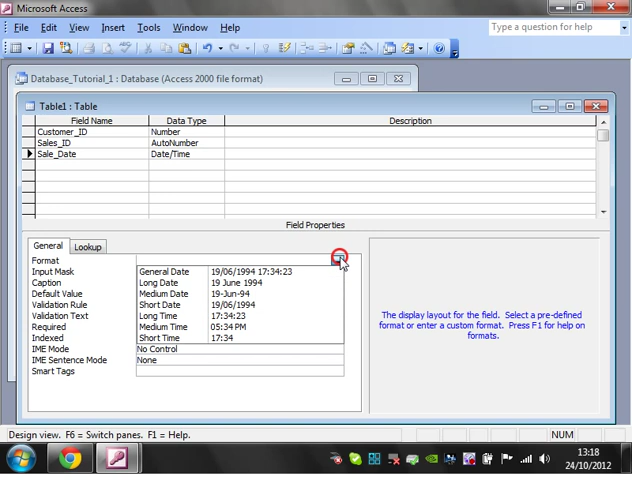 Microsoft Access
File Edit View Insert Tools Window Help
Type a question for help
Database_Tutorial_1 : Database (Access 2000 file format)
Table1 : Table
Field Name Data Type Description
Customer_ID Number
Sales_ID AutoNumber
Sale_Date Date/Time
Field Properties
General Lookup
Format
Input Mask General Date 19/06/1994 17:34:23
Caption Long Date 19 June 1994
Default Value Medium Date 19-Jun-94
Validation Rule Short Date 19/06/1994
Validation Text Long Time 17:34:23
Required Medium Time 05:34 PM
Indexed Short Time 17:34
IME Mode No Control
IME Sentence Mode None
Smart Tags
The display layout for the field. Select a pre-defined
format or enter a custom format. Press F1 for help on
formats.
Design view. F6 = Switch panes. F1 = Help. NUM
13:18
24/10/2012